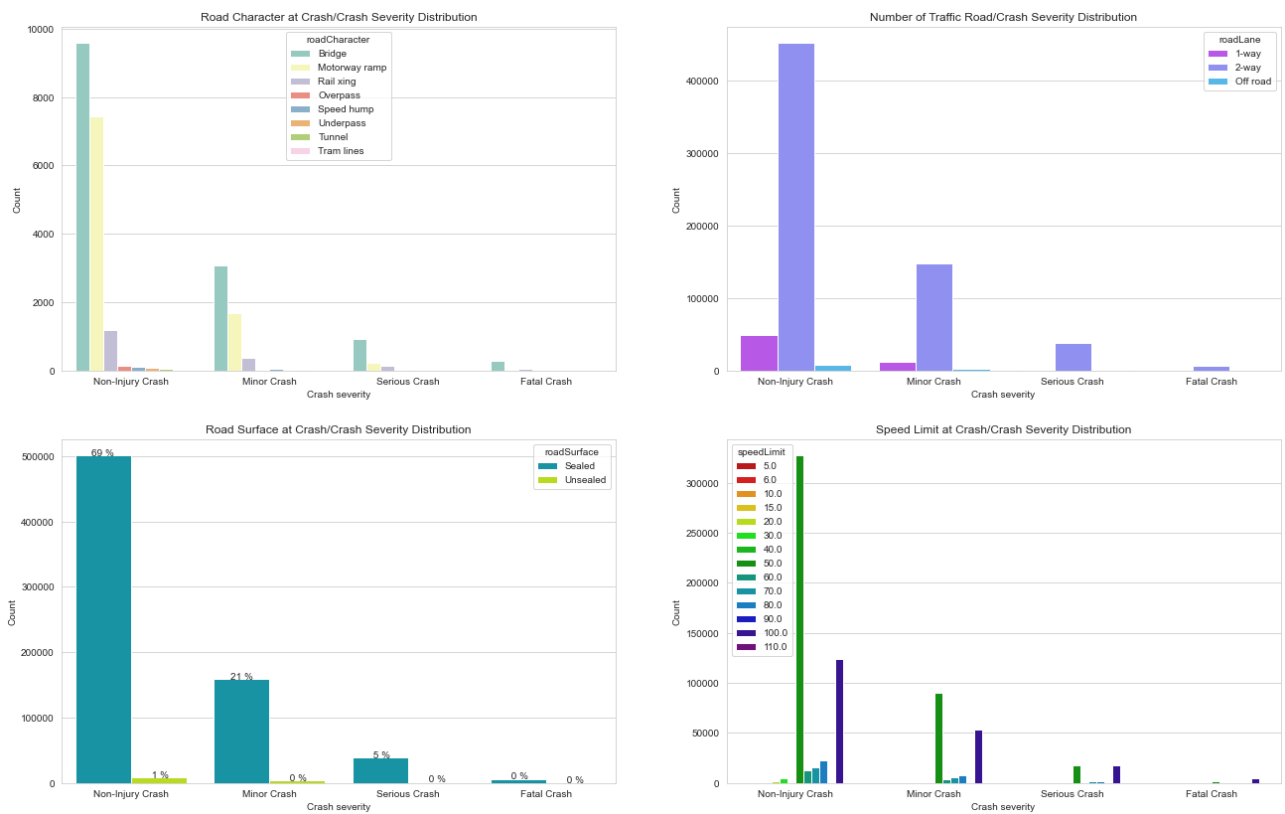 Road Character at Crash/Crash Severity Distribution
10000
8000
6000
4000
2000
0
Count
roadCharacter
Bridge
Motorway ramp
Rail xing
Overpass
Speed hump
Underpass
Tunnel
Tram lines
Non-Injury Crash
Minor Crash
Serious Crash
Fatal Crash
Crash severity
Number of Traffic Road/Crash Severity Distribution
400000
300000
200000
100000
0
Count
roadLane
1-way
2-way
Off road
Non-Injury Crash
Minor Crash
Serious Crash
Fatal Crash
Crash severity
Road Surface at Crash/Crash Severity Distribution
500000
400000
300000
200000
100000
0
Count
roadSurface
Sealed
Unsealed
69 %
1 %
21 %
0 %
5 %
0 %
0 %
0 %
Non-Injury Crash
Minor Crash
Serious Crash
Fatal Crash
Crash severity
Speed Limit at Crash/Crash Severity Distribution
300000
250000
200000
150000
100000
50000
0
Count
speedLimit
5.0
6.0
10.0
15.0
20.0
30.0
40.0
50.0
60.0
70.0
80.0
90.0
100.0
110.0
Non-Injury Crash
Minor Crash
Serious Crash
Fatal Crash
Crash severity